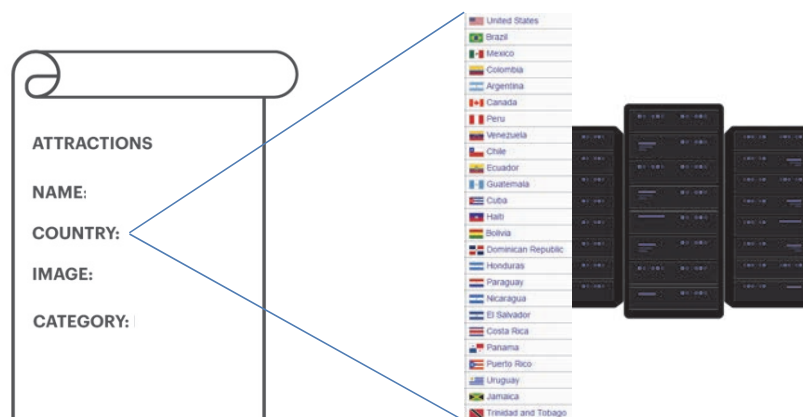 ATTRACTIONS
NAME:
COUNTRY:
IMAGE:
CATEGORY:
United States
Brazil
Mexico
Colombia
Argentina
Canada
Peru
Venezuela
Chile
Ecuador
Guatemala
Cuba
Haiti
Bolivia
Dominican Republic
Honduras
Paraguay
Nicaragua
El Salvador
Costa Rica
Panama
Puerto Rico
Uruguay
Jamaica
Trinidad and Tobago